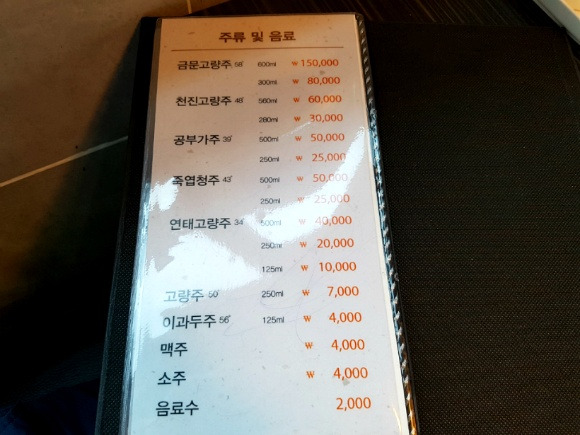 주류 및 음료
금문고량주 58˚ 600ml ₩ 150,000
300ml ₩ 80,000
천진고량주 48˚ 560ml ₩ 60,000
280ml ₩ 30,000
공부가주 39˚ 500ml ₩ 50,000
250ml ₩ 25,000
죽엽청주 43˚ 500ml ₩ 50,000
250ml ₩ 25,000
연태고량주 34˚ 500ml ₩ 40,000
250ml ₩ 20,000
125ml ₩ 10,000
고량주 50˚ 250ml ₩ 7,000
이과두주 56˚ 125ml ₩ 4,000
맥주 ₩ 4,000
소주 ₩ 4,000
음료수 2,000